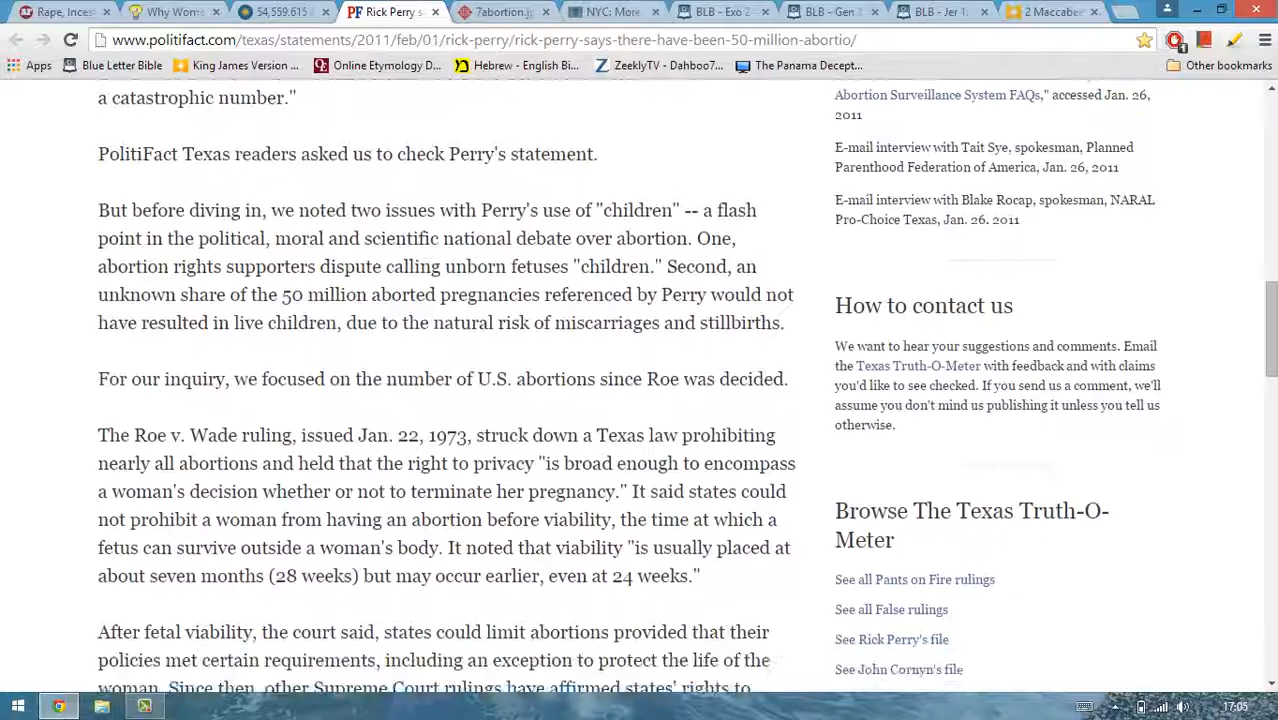 Rape, Incest
Why Wome
54,559,615
Rick Perry s
7abortion.jp
NYC: More
BLB - Exo 2
BLB - Gen 3
BLB - Jer 1:
2 Maccabee
www.politifact.com/texas/statements/2011/feb/01/rick-perry/rick-perry-says-there-have-been-50-million-abortio/
Apps
Blue Letter Bible
King James Version ...
Online Etymology D...
Hebrew - English Bi...
ZeeklyTV - Dahboo7...
The Panama Decept...
Other bookmarks
a catastrophic number."
PolitiFact Texas readers asked us to check Perry's statement.
But before diving in, we noted two issues with Perry's use of "children" -- a flash
point in the political, moral and scientific national debate over abortion. One,
abortion rights supporters dispute calling unborn fetuses "children." Second, an
unknown share of the 50 million aborted pregnancies referenced by Perry would not
have resulted in live children, due to the natural risk of miscarriages and stillbirths.
For our inquiry, we focused on the number of U.S. abortions since Roe was decided.
The Roe v. Wade ruling, issued Jan. 22, 1973, struck down a Texas law prohibiting
nearly all abortions and held that the right to privacy "is broad enough to encompass
a woman's decision whether or not to terminate her pregnancy." It said states could
not prohibit a woman from having an abortion before viability, the time at which a
fetus can survive outside a woman's body. It noted that viability "is usually placed at
about seven months (28 weeks) but may occur earlier, even at 24 weeks."
After fetal viability, the court said, states could limit abortions provided that their
policies met certain requirements, including an exception to protect the life of the
woman. Since then, other Supreme Court rulings have affirmed states' rights to
Abortion Surveillance System FAQs," accessed Jan. 26,
2011
E-mail interview with Tait Sye, spokesman, Planned
Parenthood Federation of America, Jan. 26, 2011
E-mail interview with Blake Rocap, spokesman, NARAL
Pro-Choice Texas, Jan. 26. 2011
How to contact us
We want to hear your suggestions and comments. Email
the Texas Truth-O-Meter with feedback and with claims
you'd like to see checked. If you send us a comment, we'll
assume you don't mind us publishing it unless you tell us
otherwise.
Browse The Texas Truth-O-
Meter
See all Pants on Fire rulings
See all False rulings
See Rick Perry's file
See John Cornyn's file
17:05